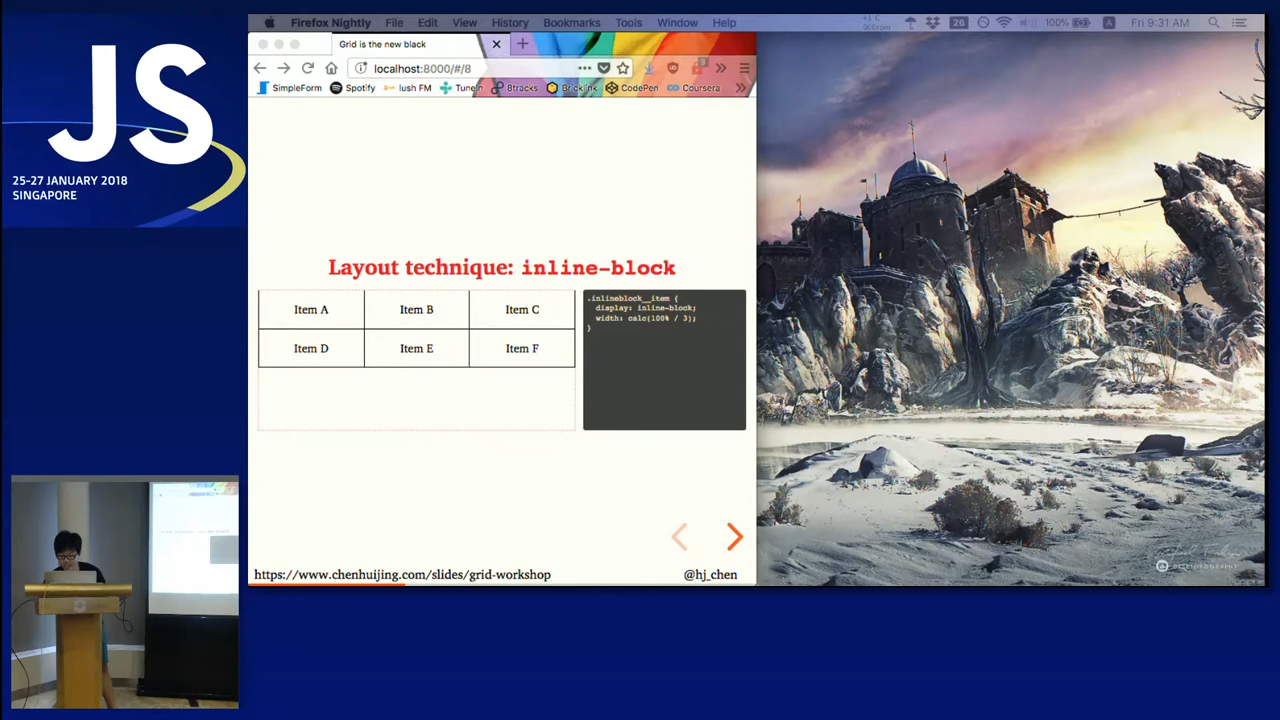 JS
25-27 JANUARY 2018
SINGAPORE
Firefox Nightly File Edit View History Bookmarks Tools Window Help
26 100% A Fri 9:31 AM
Grid is the new black
localhost:8000/#/8
SimpleForm Spotify lush FM TuneIn 8tracks Bricklink CodePen Coursera
Layout technique: inline-block
Item A Item B Item C
Item D Item E Item F
.inlineblock__item {
display: inline-block;
width: calc(100% / 3);
}
https://www.chenhuijing.com/slides/grid-workshop
@hj_chen